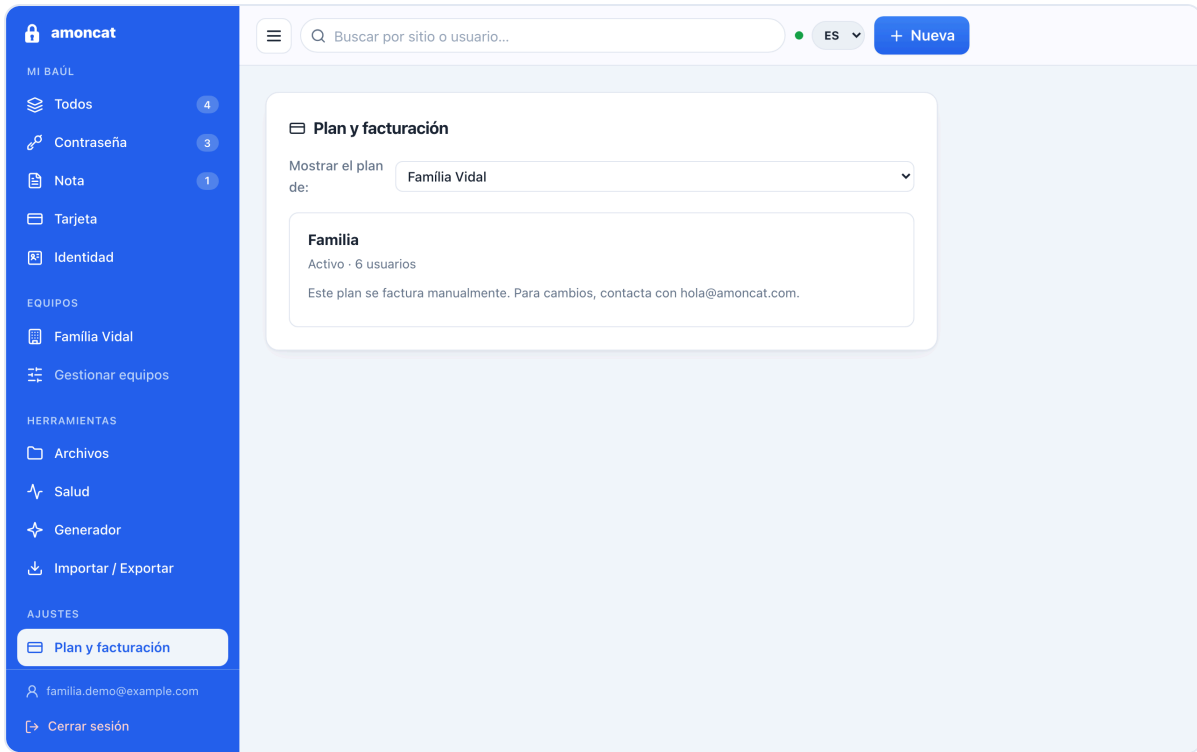 amoncat
MI BAÚL
Todos 4
Contraseña 3
Nota 1
Tarjeta
Identidad
EQUIPOS
Família Vidal
Gestionar equipos
HERRAMIENTAS
Archivos
Salud
Generador
Importar / Exportar
AJUSTES
Plan y facturación
familia.demo@example.com
Cerrar sesión
Buscar por sitio o usuario...
ES
+ Nueva
Plan y facturación
Mostrar el plan
de:
Família Vidal
Familia
Activo · 6 usuarios
Este plan se factura manualmente. Para cambios, contacta con hola@amoncat.com.